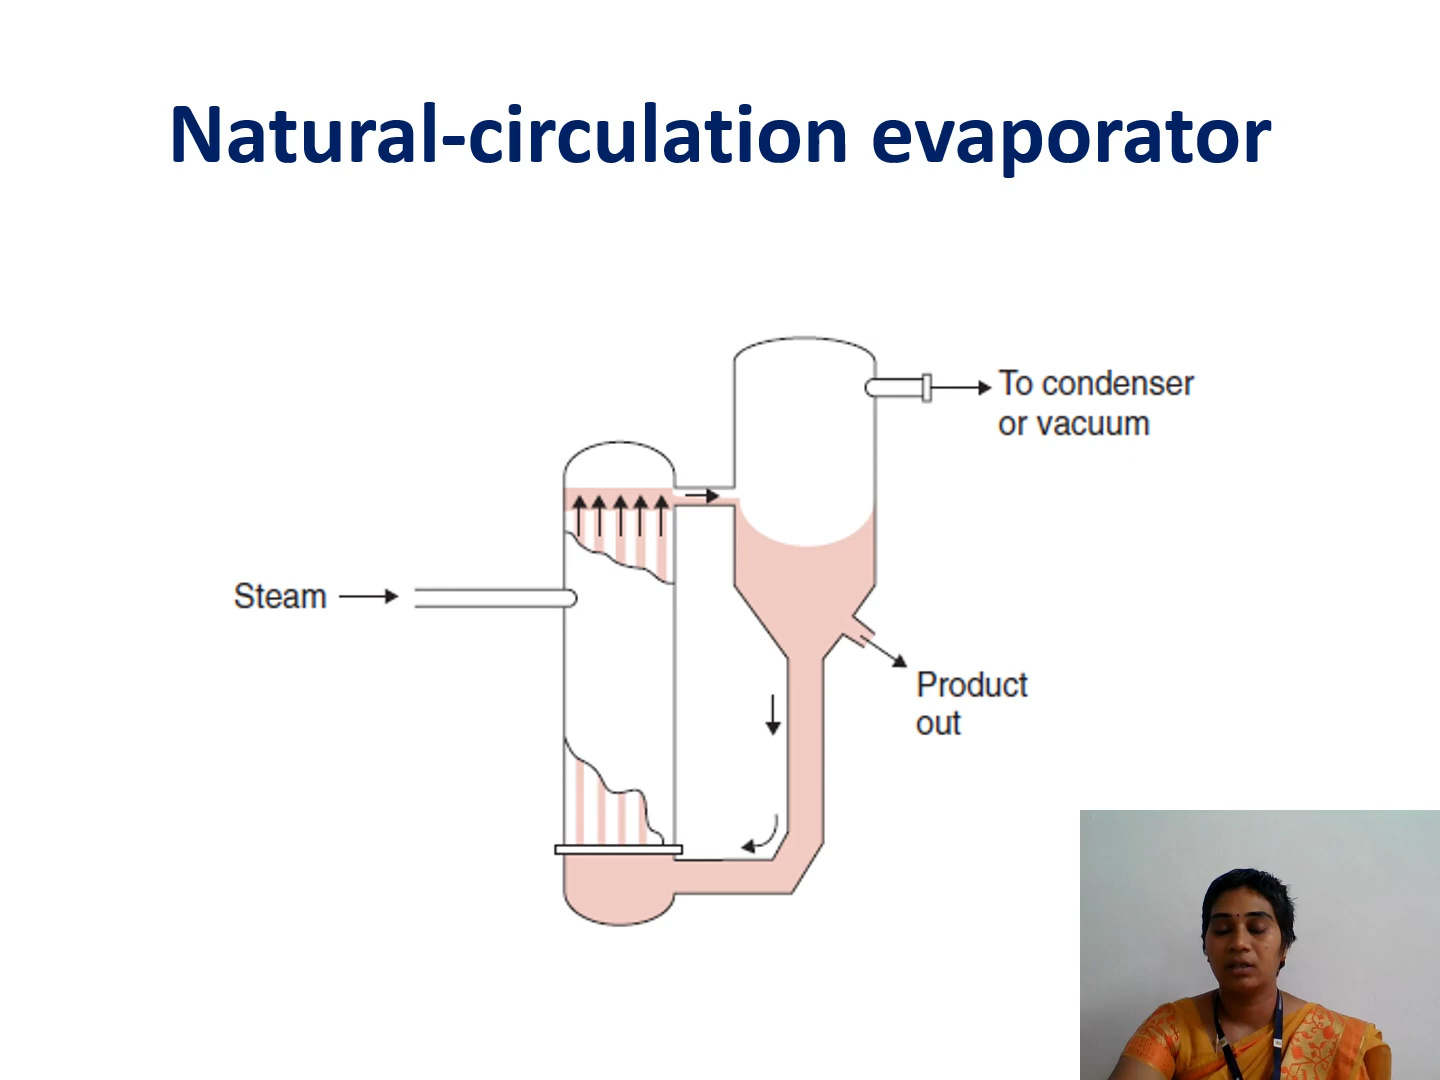 Natural-circulation evaporator
To condenser
or vacuum
Steam
Product
out